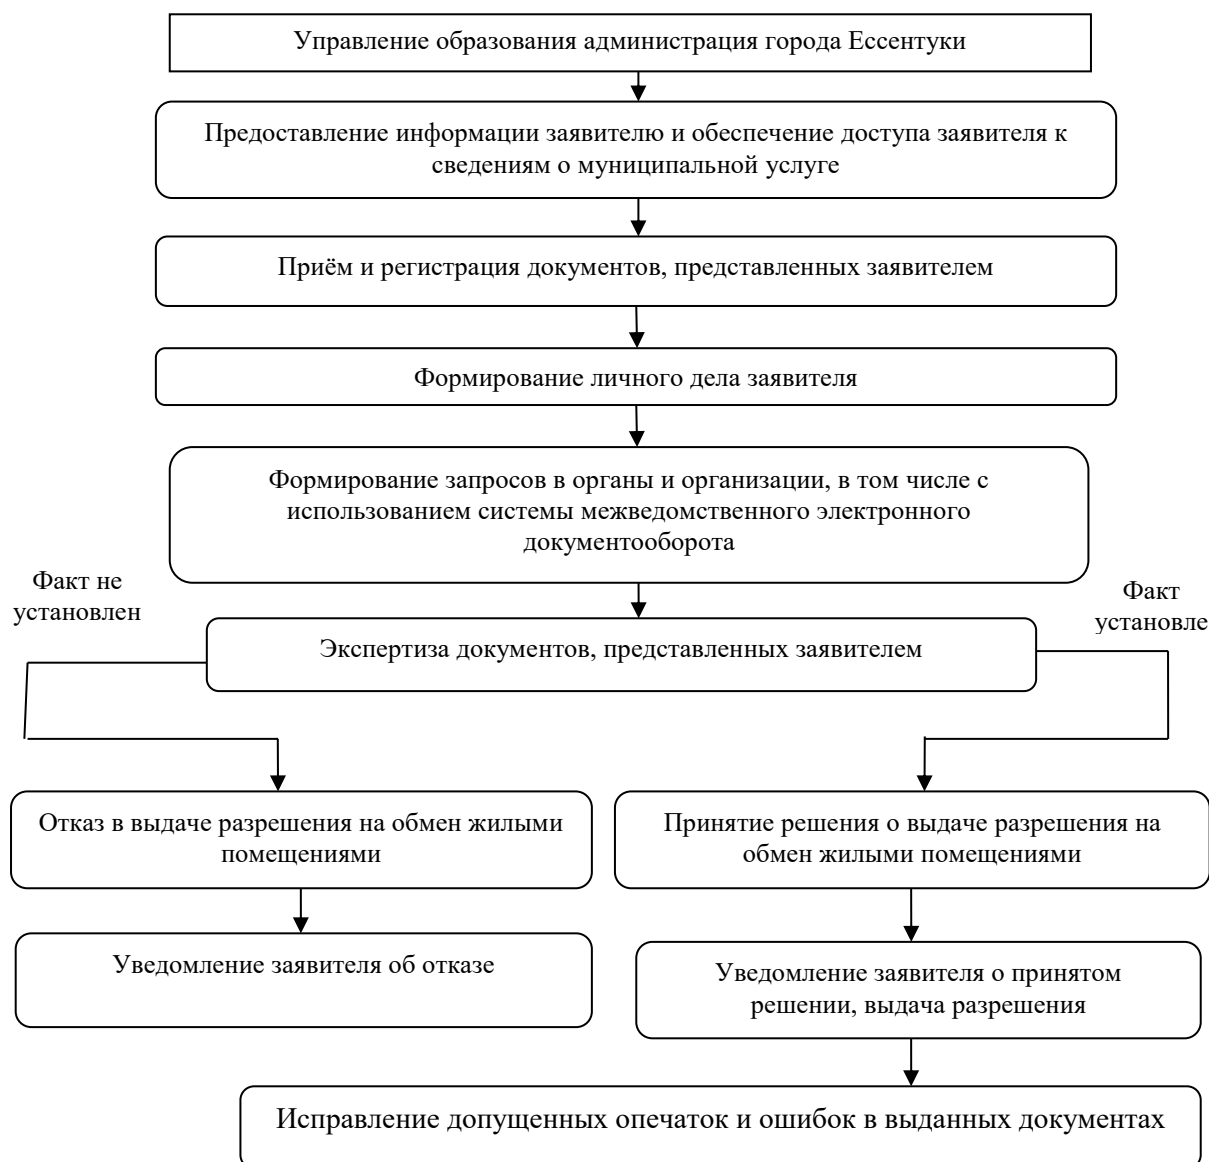 Управление образования администрация города Ессентуки
Предоставление информации заявителю и обеспечение доступа заявителя к
сведениям о муниципальной услуге
Приём и регистрация документов, представленных заявителем
Формирование личного дела заявителя
Формирование запросов в органы и организации, в том числе с
использованием системы межведомственного электронного
документооборота
Факт не
установлен
Факт
установле
Экспертиза документов, представленных заявителем
Отказ в выдаче разрешения на обмен жилыми
помещениями
Принятие решения о выдаче разрешения на
обмен жилыми помещениями
Уведомление заявителя об отказе
Уведомление заявителя о принятом
решении, выдача разрешения
Исправление допущенных опечаток и ошибок в выданных документах